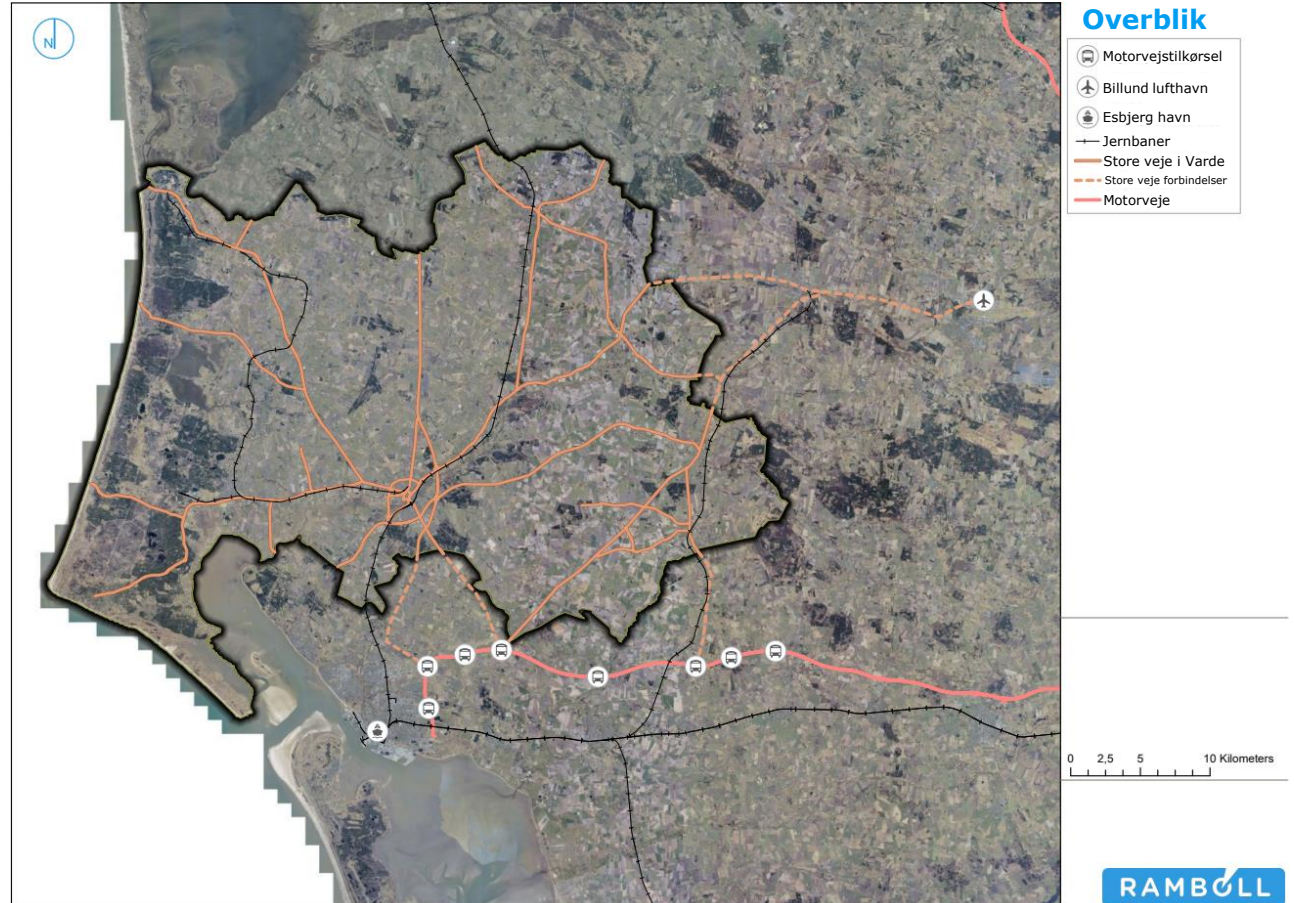 N
Overblik
Motorvejstilkørsel
Billund lufthavn
Esbjerg havn
Jernbaner
Store veje i Varde
Store veje forbindelser
Motorveje
0 2,5 5 10 Kilometers
RAMBOLL